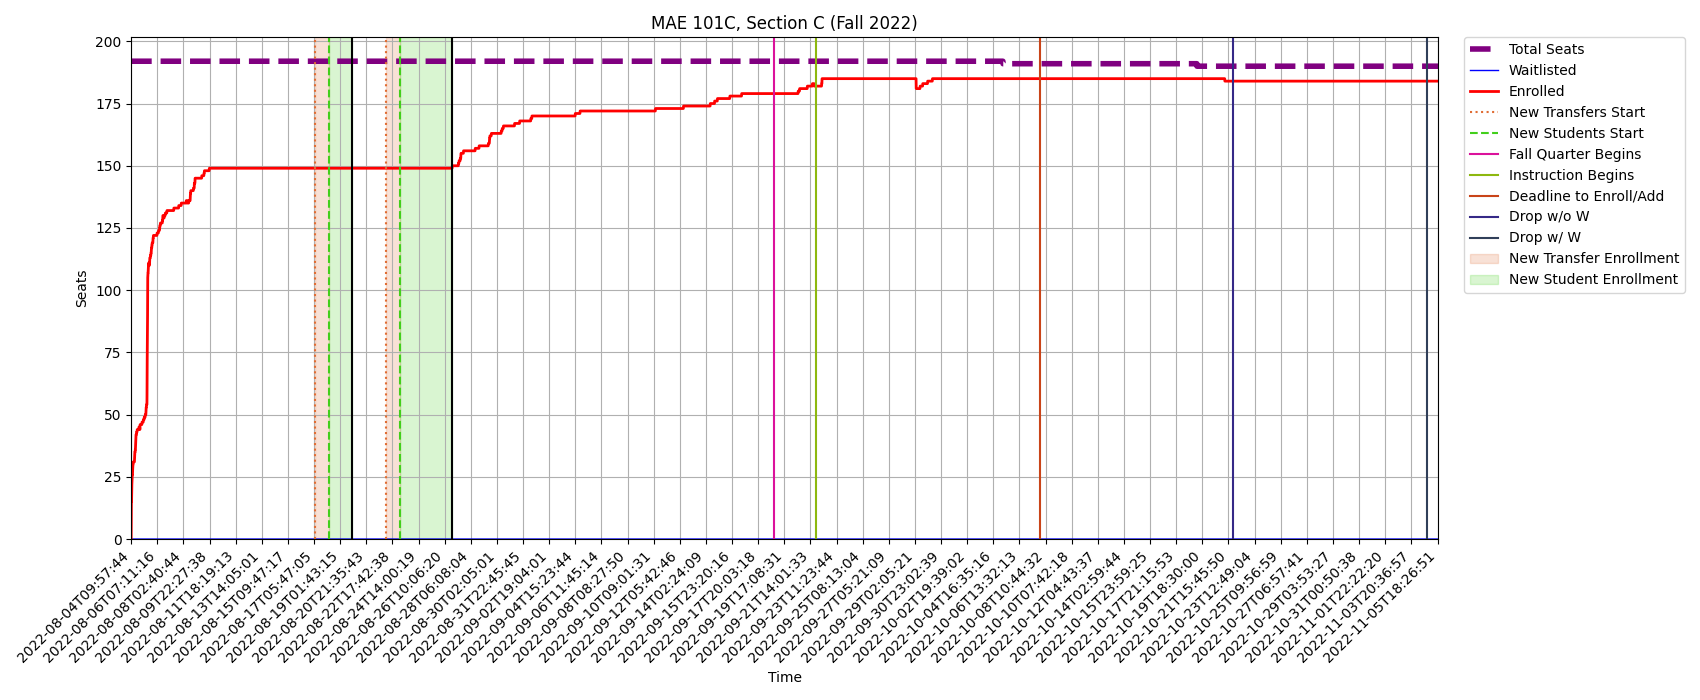 MAE 101C, Section C (Fall 2022)
Seats
200
175
150
125
100
75
50
25
0
2022-08-04T09:57:44
2022-08-06T07:11:16
2022-08-08T02:40:44
2022-08-09T22:27:38
2022-08-11T18:19:13
2022-08-13T14:05:01
2022-08-15T09:47:17
2022-08-17T05:47:05
2022-08-19T01:43:15
2022-08-20T21:35:43
2022-08-22T17:42:38
2022-08-24T14:00:19
2022-08-26T10:06:20
2022-08-28T06:08:04
2022-08-30T02:05:01
2022-08-31T22:45:45
2022-09-02T19:04:01
2022-09-04T15:23:44
2022-09-06T11:45:14
2022-09-08T08:27:50
2022-09-10T09:01:31
2022-09-12T05:42:46
2022-09-14T02:24:09
2022-09-15T23:20:16
2022-09-17T20:03:18
2022-09-19T17:08:31
2022-09-21T14:01:33
2022-09-23T11:23:44
2022-09-25T08:13:04
2022-09-27T05:21:09
2022-09-29T02:05:21
2022-09-30T23:02:39
2022-10-02T19:39:02
2022-10-04T16:35:16
2022-10-06T13:32:13
2022-10-08T10:44:32
2022-10-10T07:42:18
2022-10-12T04:43:37
2022-10-14T02:59:44
2022-10-15T23:59:25
2022-10-17T21:15:53
2022-10-19T18:30:00
2022-10-21T15:45:50
2022-10-23T12:49:04
2022-10-25T09:56:59
2022-10-27T06:57:41
2022-10-29T03:53:27
2022-10-31T00:50:38
2022-11-01T22:22:20
2022-11-03T20:36:57
2022-11-05T18:26:51
Time
Total Seats
Waitlisted
Enrolled
New Transfers Start
New Students Start
Fall Quarter Begins
Instruction Begins
Deadline to Enroll/Add
Drop w/o W
Drop w/ W
New Transfer Enrollment
New Student Enrollment